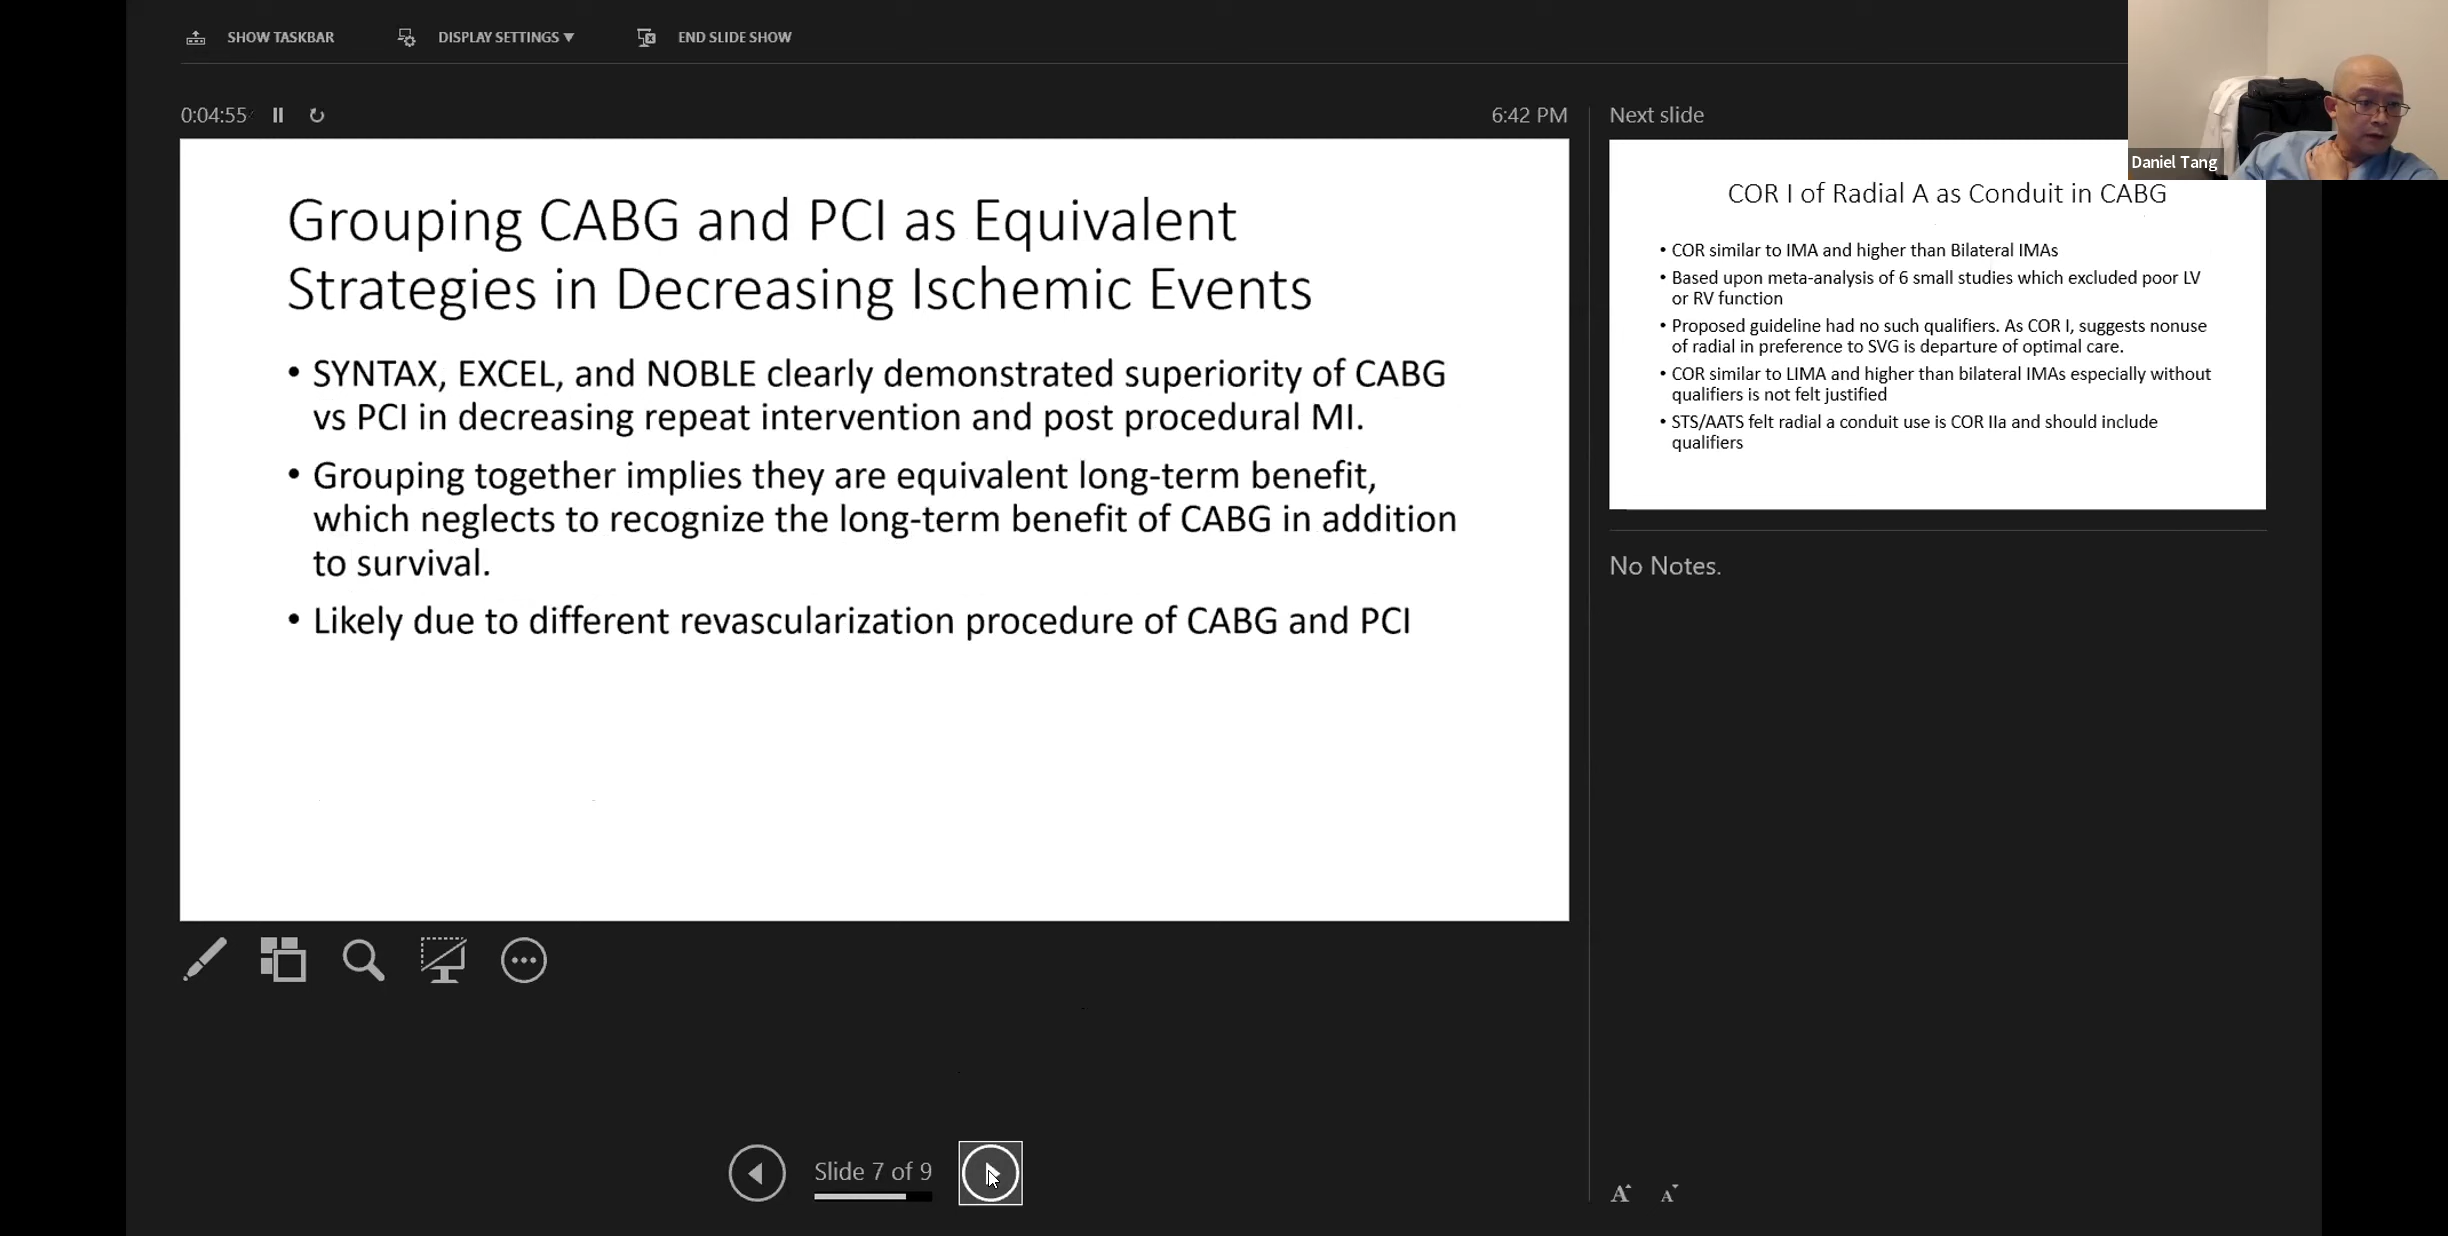 SHOW TASKBAR
DISPLAY SETTINGS
END SLIDE SHOW
0:04:55
6:42 PM
Next slide
Daniel Tang
Grouping CABG and PCI as Equivalent
Strategies in Decreasing Ischemic Events
• SYNTAX, EXCEL, and NOBLE clearly demonstrated superiority of CABG
vs PCI in decreasing repeat intervention and post procedural MI.
• Grouping together implies they are equivalent long-term benefit,
which neglects to recognize the long-term benefit of CABG in addition
to survival.
• Likely due to different revascularization procedure of CABG and PCI
COR I of Radial A as Conduit in CABG
• COR similar to IMA and higher than Bilateral IMAs
• Based upon meta-analysis of 6 small studies which excluded poor LV
or RV function
• Proposed guideline had no such qualifiers. As COR I, suggests nonuse
of radial in preference to SVG is departure of optimal care.
• COR similar to LIMA and higher than bilateral IMAs especially without
qualifiers is not felt justified
• STS/AATS felt radial a conduit use is COR IIa and should include
qualifiers
No Notes.
Slide 7 of 9
A A